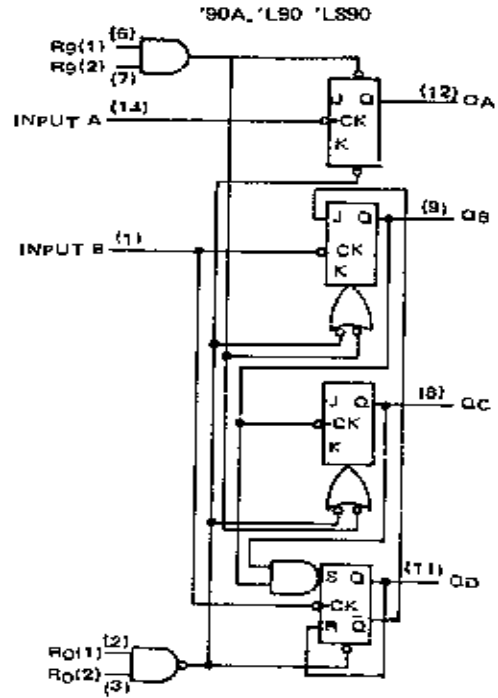 '90A, 'L90 'LS90
R9(1) (6)
R9(2) (7)
INPUT A (14)
J Q (12) QA
CK
K
J Q (9) QB
INPUT B (1)
CK
K
J Q (8) QC
CK
K
S Q (11) QD
CK Q
R
R0(1) (2)
R0(2) (3)